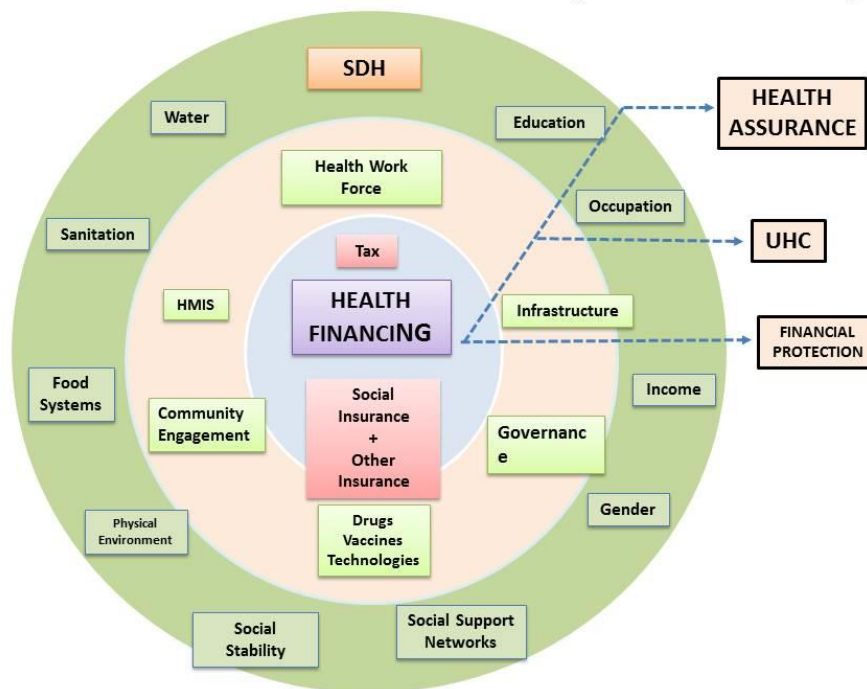 SDH
HEALTH
ASSURANCE
Water
Education
Health Work
Force
Occupation
Sanitation
UHC
Tax
HMIS
HEALTH
FINANCING
Infrastructure
FINANCIAL
PROTECTION
Food
Systems
Income
Community
Engagement
Social
Insurance
+
Other
Insurance
Governanc
e
Gender
Physical
Environment
Drugs
Vaccines
Technologies
Social
Stability
Social Support
Networks